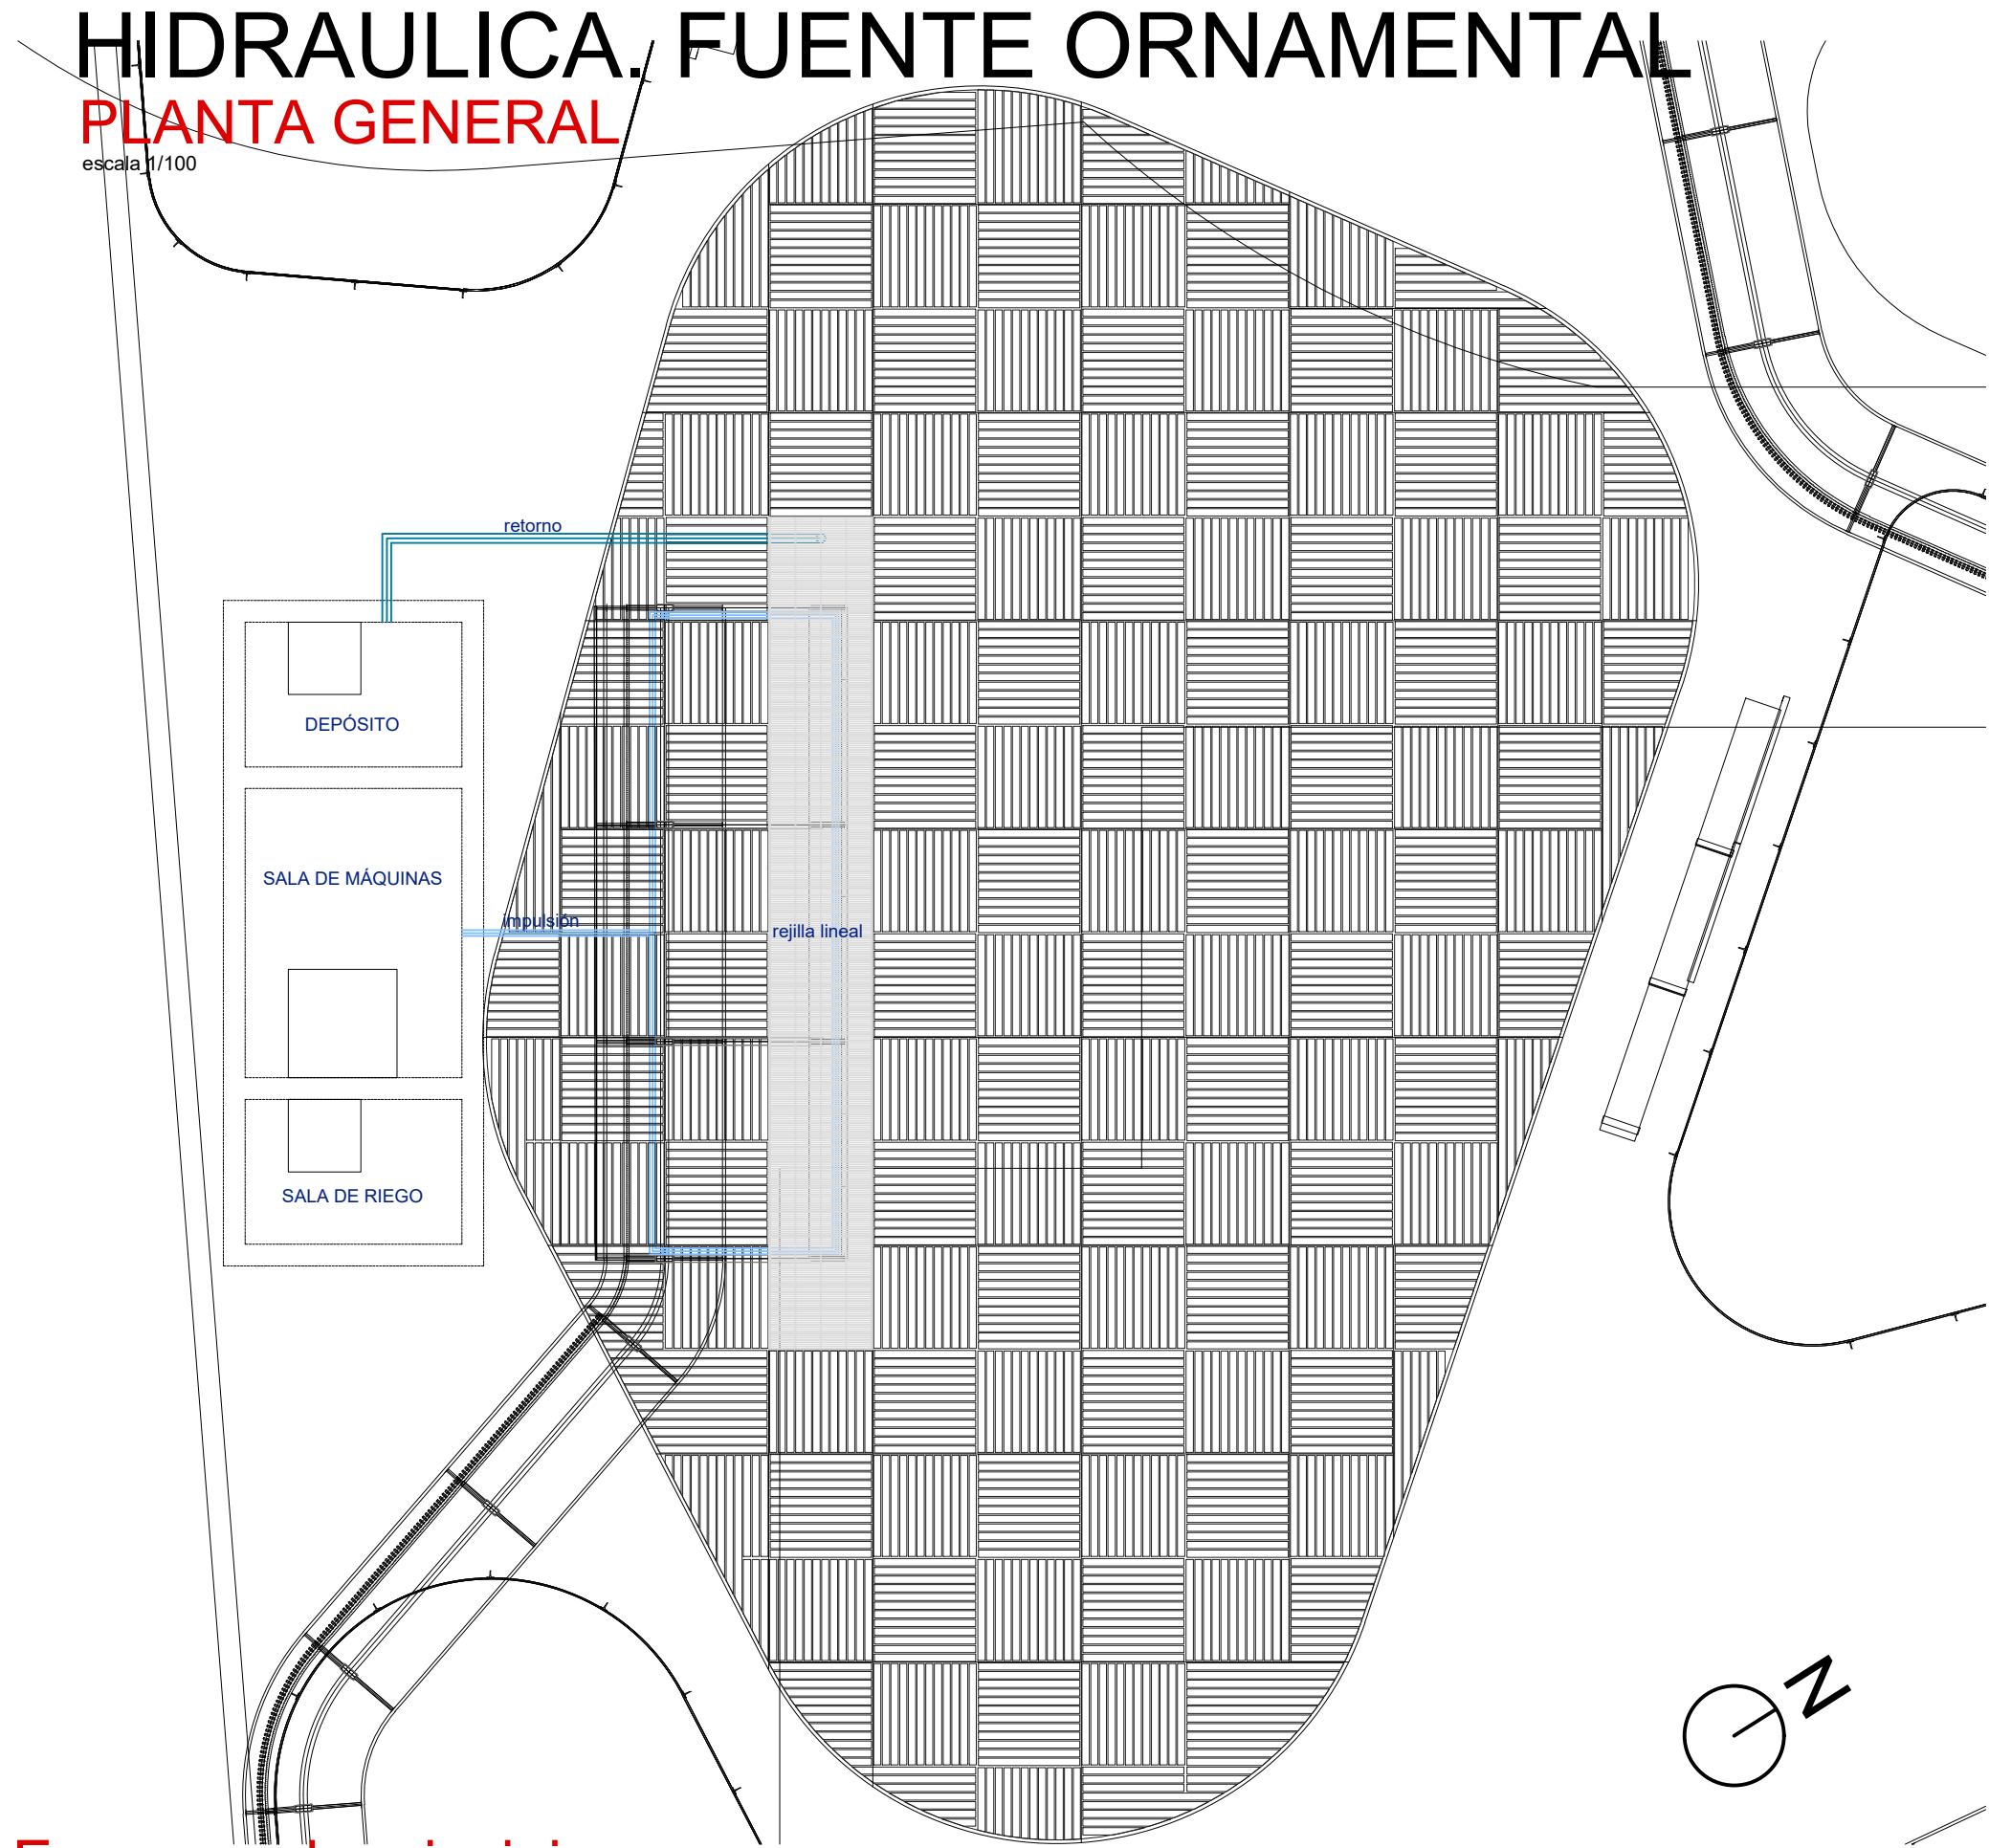 HIDRAULICA. FUENTE ORNAMENTAL
PLANTA GENERAL
escala 1/100
retorno
DEPÓSITO
SALA DE MÁQUINAS
impulsión
rejilla lineal
SALA DE RIEGO
N